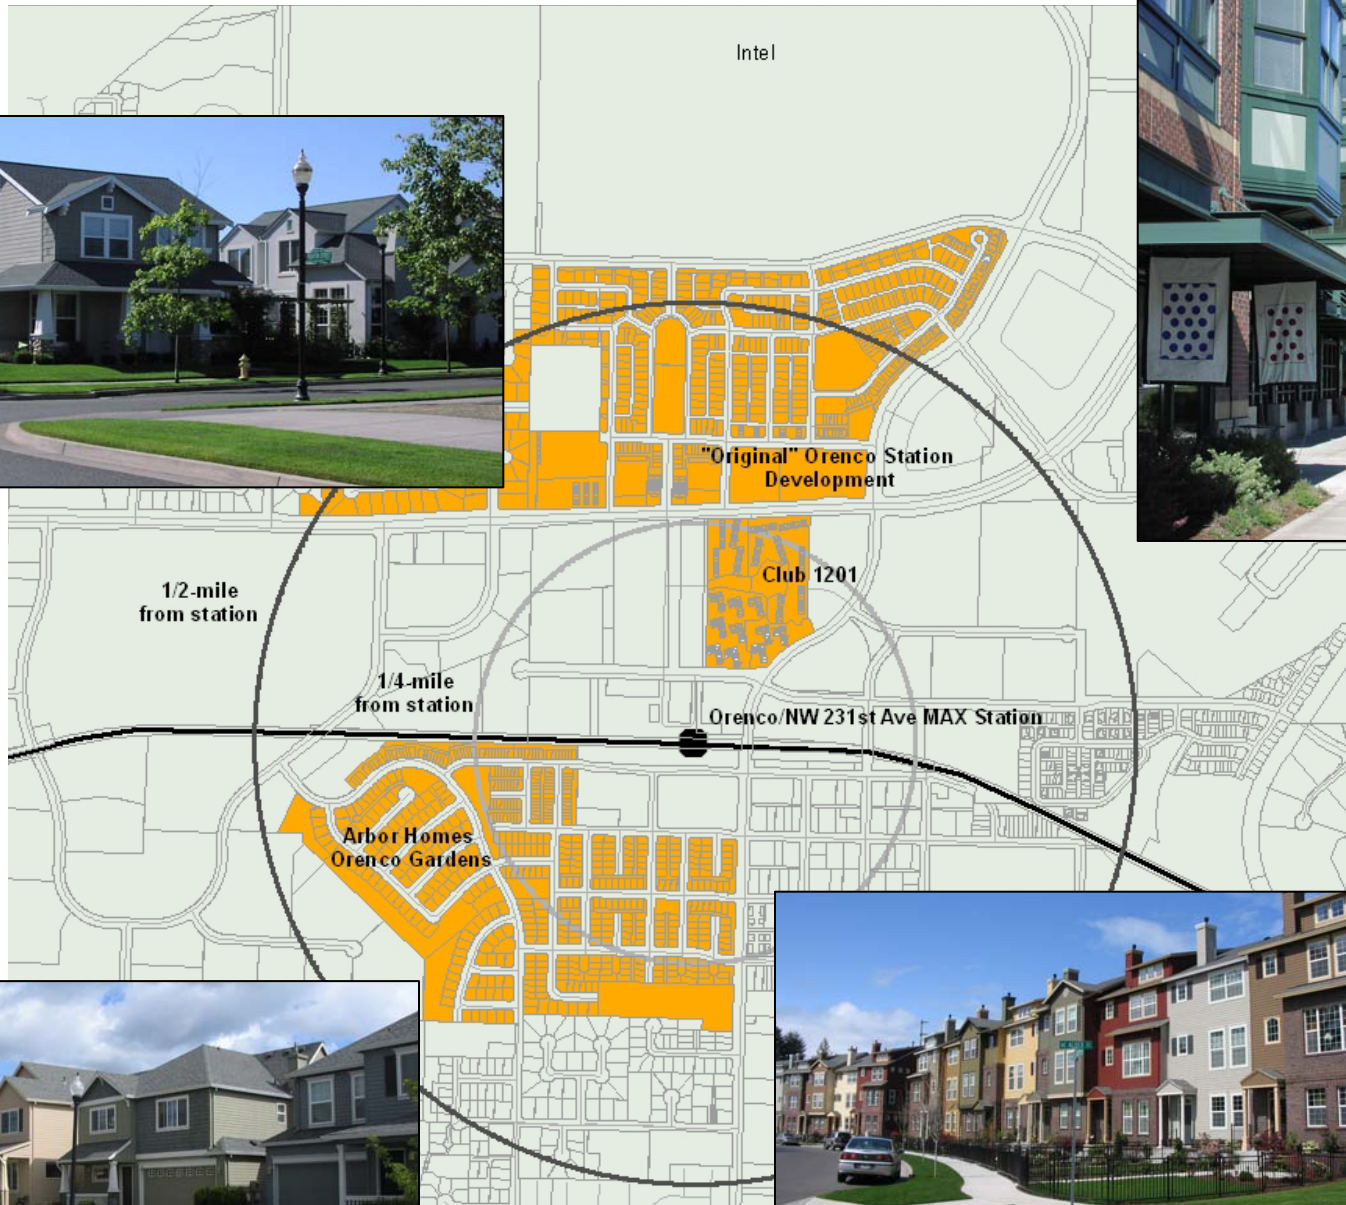 Intel
"Original" Orenco Station
Development
Club 1201
1/2-mile
from station
1/4-mile
from station
Orenco/NW 231st Ave MAX Station
Arbor Homes
Orenco Gardens